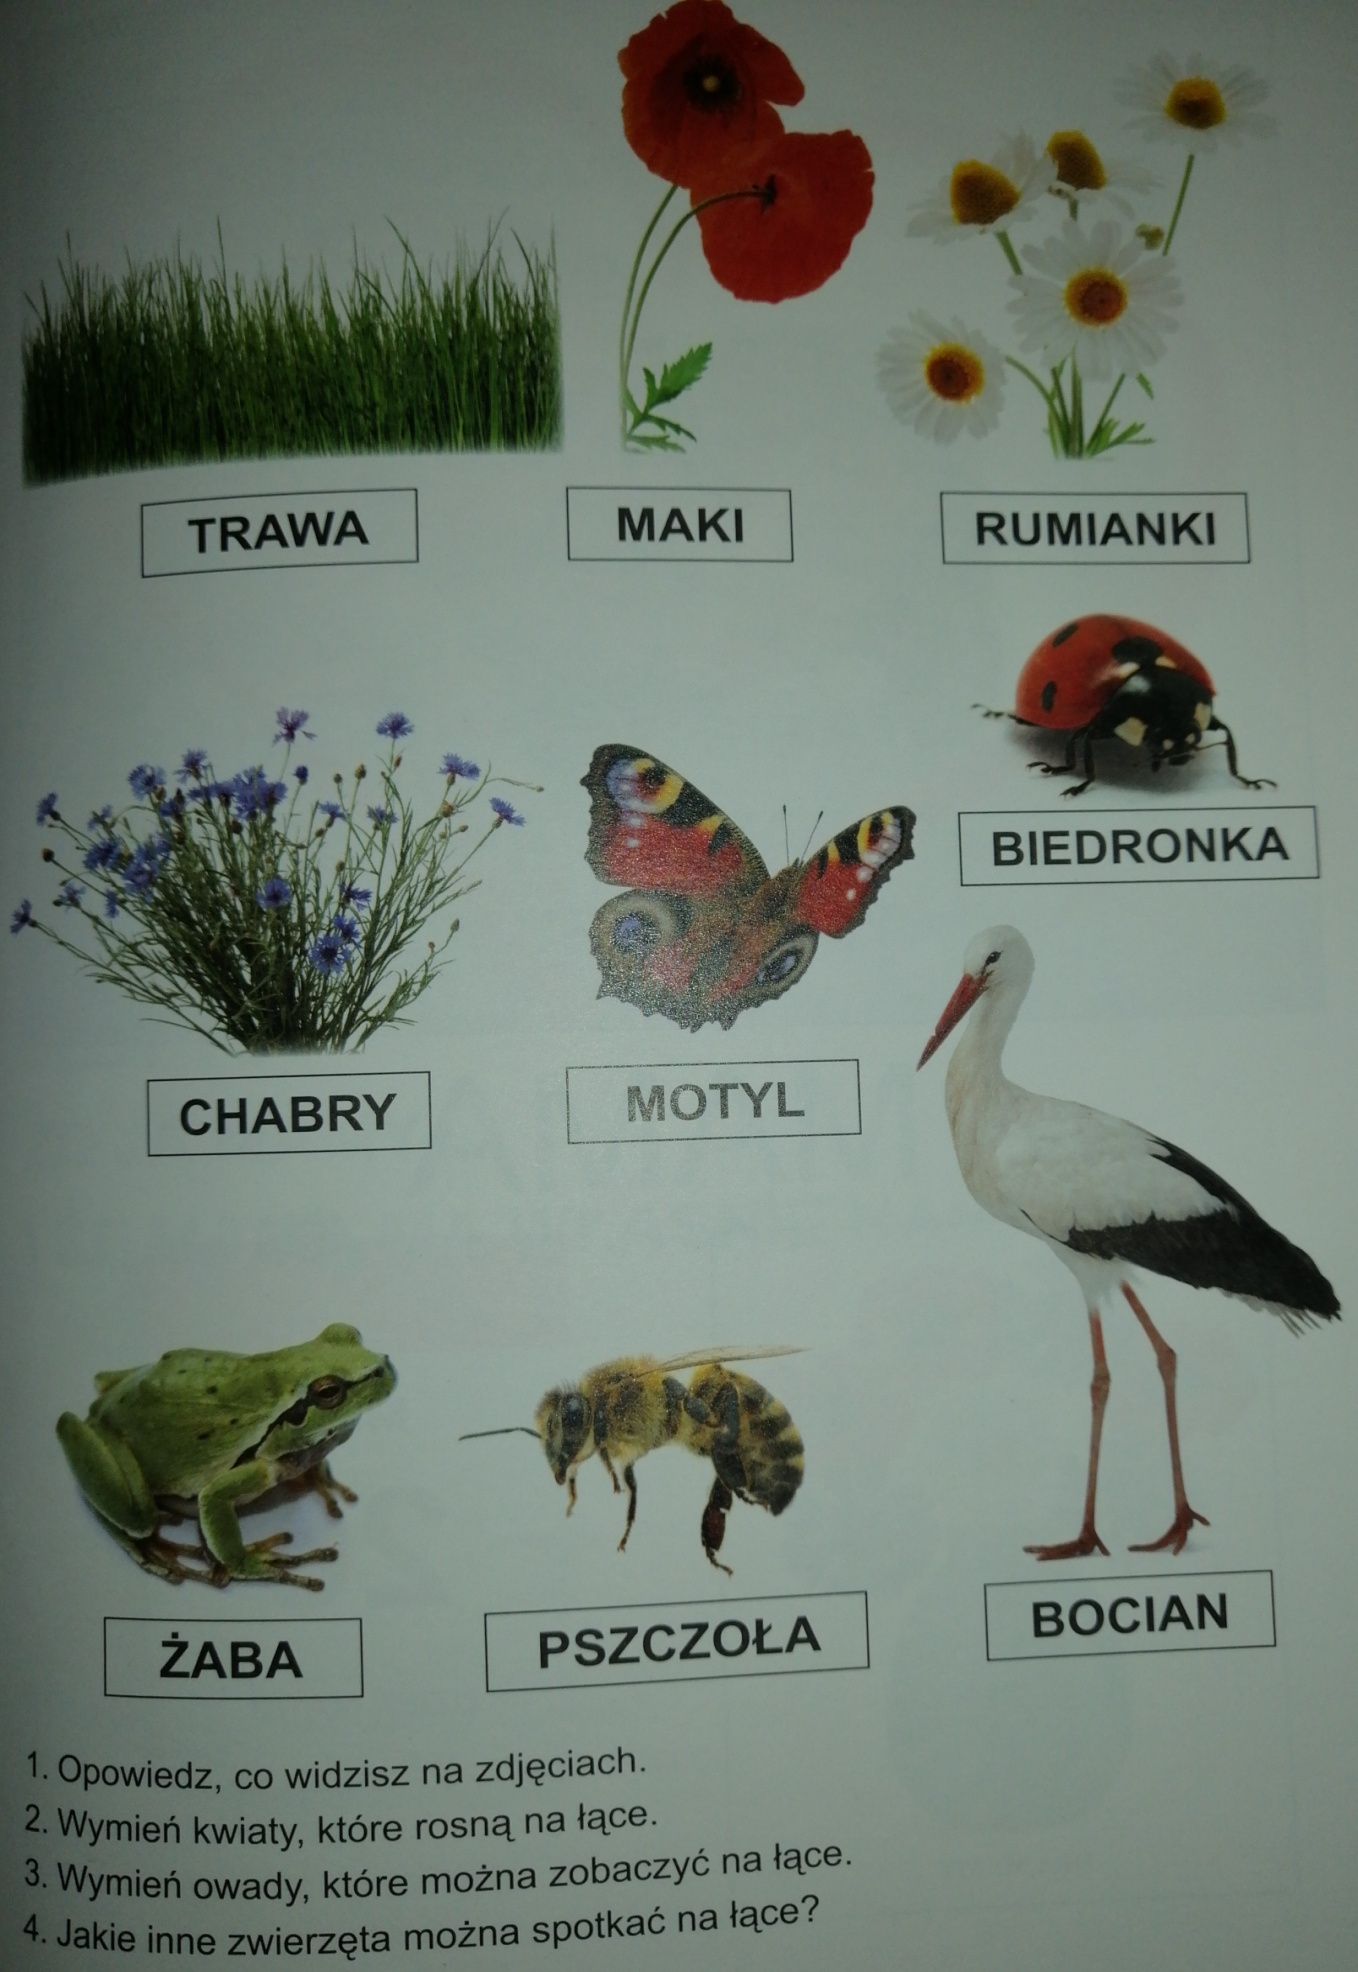 TRAWA
MAKI
RUMIANKI
BIEDRONKA
CHABRY
MOTYL
ŻABA
PSZCZOŁA
BOCIAN
1. Opowiedz, co widzisz na zdjęciach.
2. Wymień kwiaty, które rosną na łące.
3. Wymień owady, które można zobaczyć na łące.
4. Jakie inne zwierzęta można spotkać na łące?